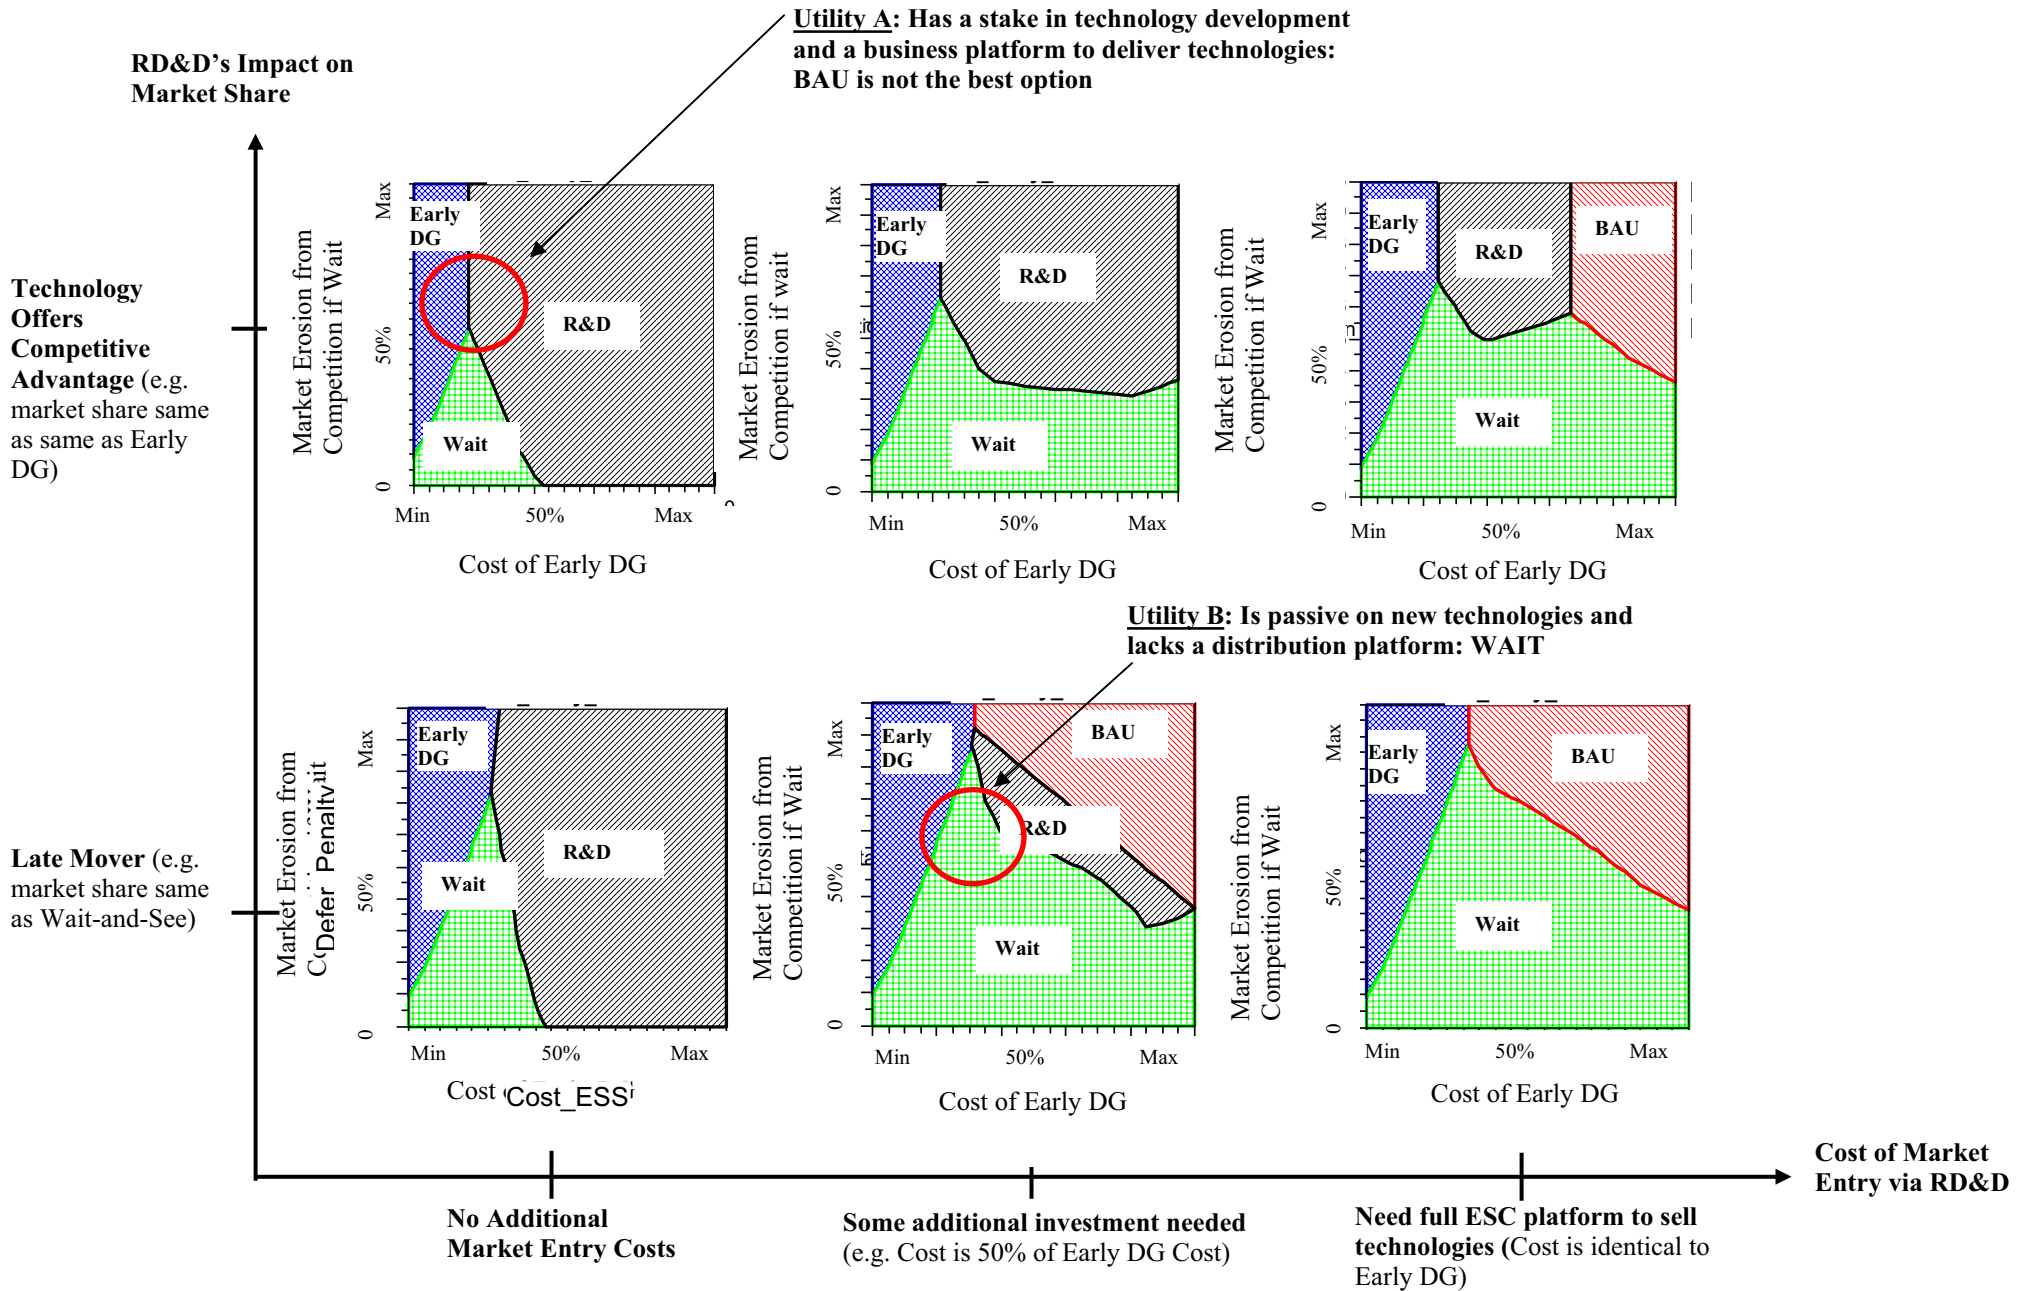 Utility A: Has a stake in technology development
and a business platform to deliver technologies:
BAU is not the best option
RD&D’s Impact on
Market Share
Technology
Offers
Competitive
Advantage (e.g.
market share same
as same as Early
DG)
Market Erosion from
Competition if Wait
Max
50%
0
Early
DG
R&D
Wait
Min 50% Max
Cost of Early DG
Market Erosion from
Competition if wait
Max
50%
0
Early
DG
R&D
Wait
Min 50% Max
Cost of Early DG
Market Erosion from
Competition if Wait
Max
50%
0
Early
DG
R&D
BAU
Wait
Min 50% Max
Cost of Early DG
Utility B: Is passive on new technologies and
lacks a distribution platform: WAIT
Late Mover (e.g.
market share same
as Wait-and-See)
Market Erosion from
Defer Penalty
Max
50%
0
Early
DG
R&D
Wait
Min 50% Max
Cost
Cost_ESS
Market Erosion from
Competition if Wait
Max
50%
0
Early
DG
BAU
R&D
Wait
Min 50% Max
Cost of Early DG
Market Erosion from
Competition if Wait
Max
50%
0
Early
DG
BAU
Wait
Min 50% Max
Cost of Early DG
Cost of Market
Entry via RD&D
No Additional
Market Entry Costs
Some additional investment needed
(e.g. Cost is 50% of Early DG Cost)
Need full ESC platform to sell
technologies (Cost is identical to
Early DG)